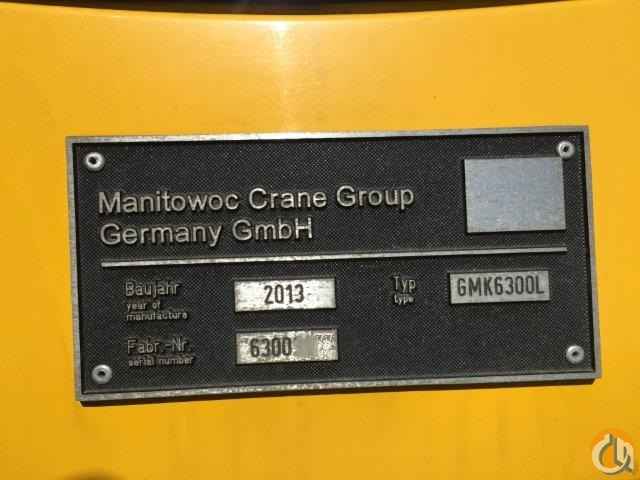 Manitowoc Crane Group
Germany GmbH
Baujahr 2013 Typ GMK6300L
year of type
manufacture
Fabr.-Nr. 6300
serial number